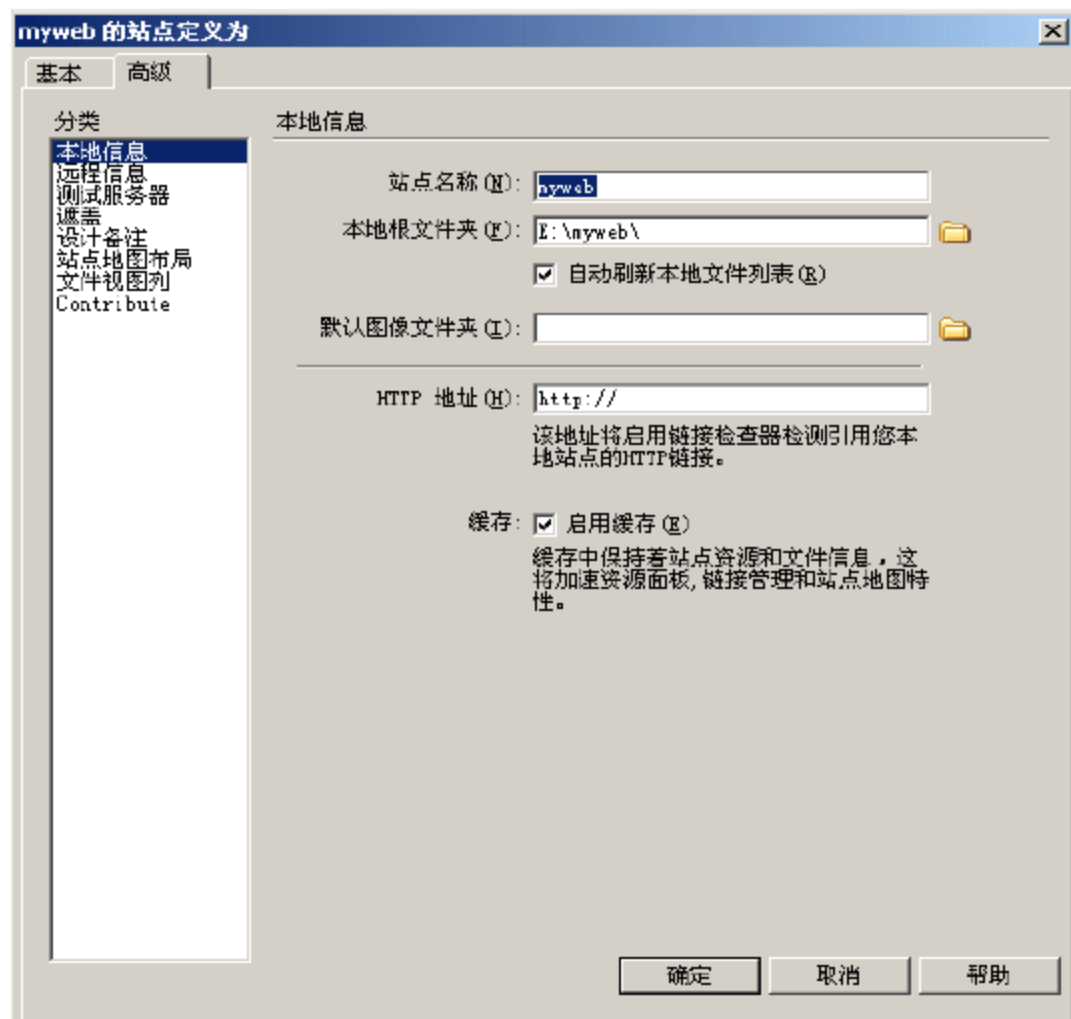 myweb 的站点定义为
基本 高级
分类
本地信息
远程信息
测试服务器
遮盖
设计备注
站点地图布局
文件视图列
Contribute
本地信息
站点名称(N): myweb
本地根文件夹(F): E:\myweb\
自动刷新本地文件列表(R)
默认图像文件夹(I):
HTTP 地址(H): http://
该地址将启用链接检查器检测引用您本
地站点的HTTP链接。
缓存: 启用缓存(E)
缓存中保持着站点资源和文件信息，这
将加速资源面板,链接管理和站点地图特
性。
确定 取消 帮助